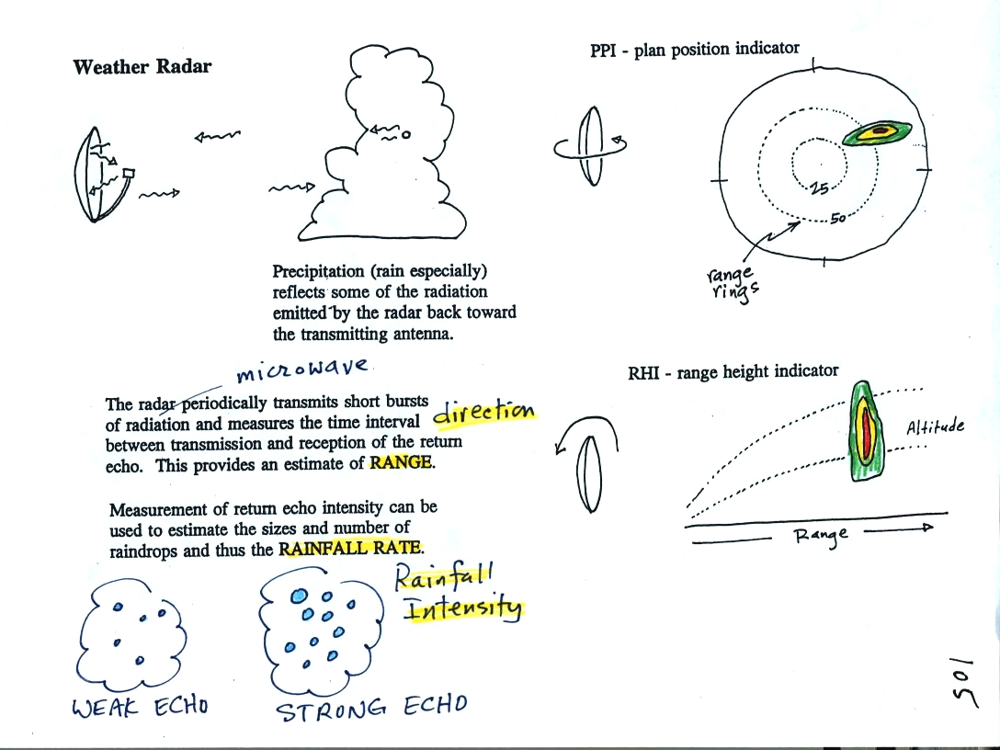 Weather Radar
Precipitation (rain especially)
reflects some of the radiation
emitted by the radar back toward
the transmitting antenna.
microwave
The radar periodically transmits short bursts
of radiation and measures the time interval
between transmission and reception of the return
echo. This provides an estimate of RANGE.
direction
Measurement of return echo intensity can be
used to estimate the sizes and number of
raindrops and thus the RAINFALL RATE.
Rainfall
Intensity
WEAK ECHO
STRONG ECHO
PPI - plan position indicator
25
50
range
rings
RHI - range height indicator
Altitude
Range
105